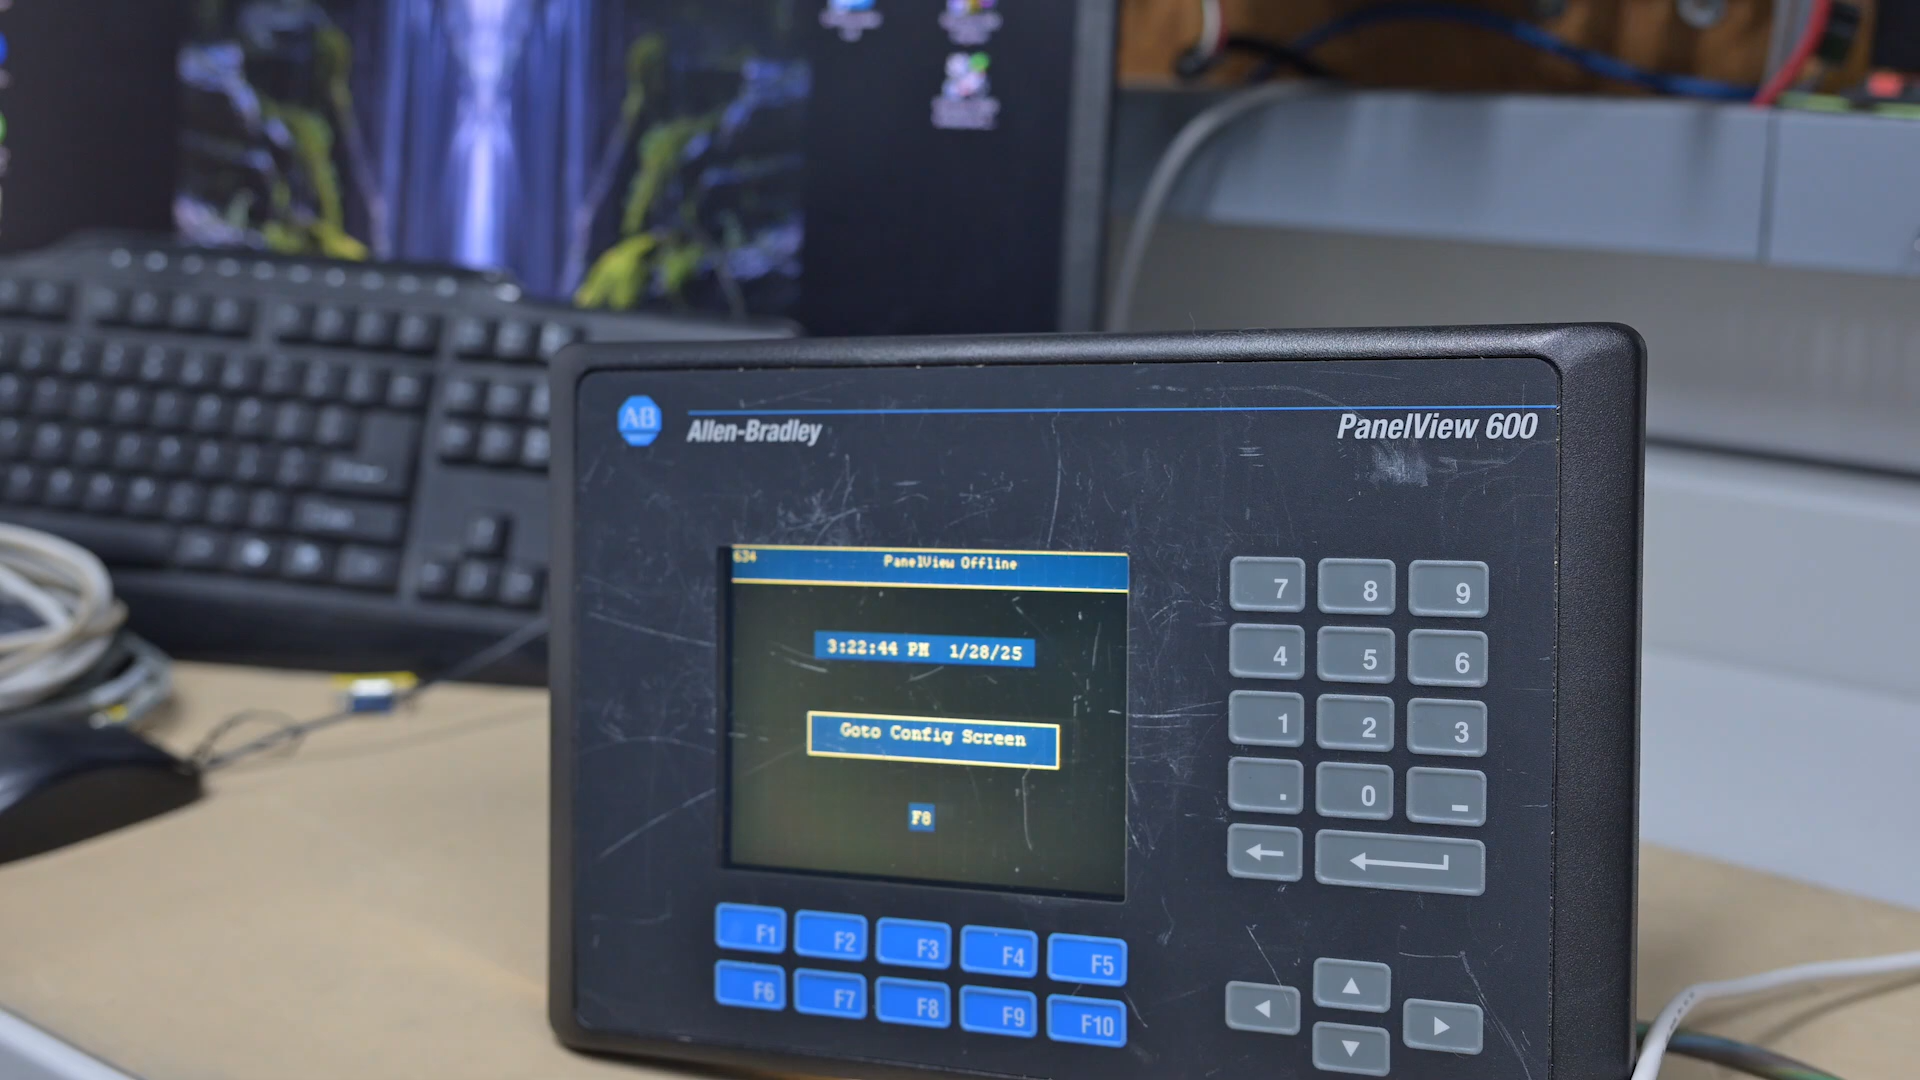 AB
Allen-Bradley
PanelView 600
634
PanelView Offline
3:22:44 PM 1/28/25
Goto Config Screen
F8
7 8 9
4 5 6
1 2 3
. 0 -
F1 F2 F3 F4 F5
F6 F7 F8 F9 F10